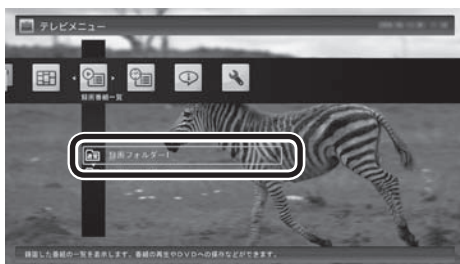 テレビメニュー
録画番組一覧
録画フォルダー1
録画した番組の一覧を表示します。番組の再生やDVDへの保存などができます。